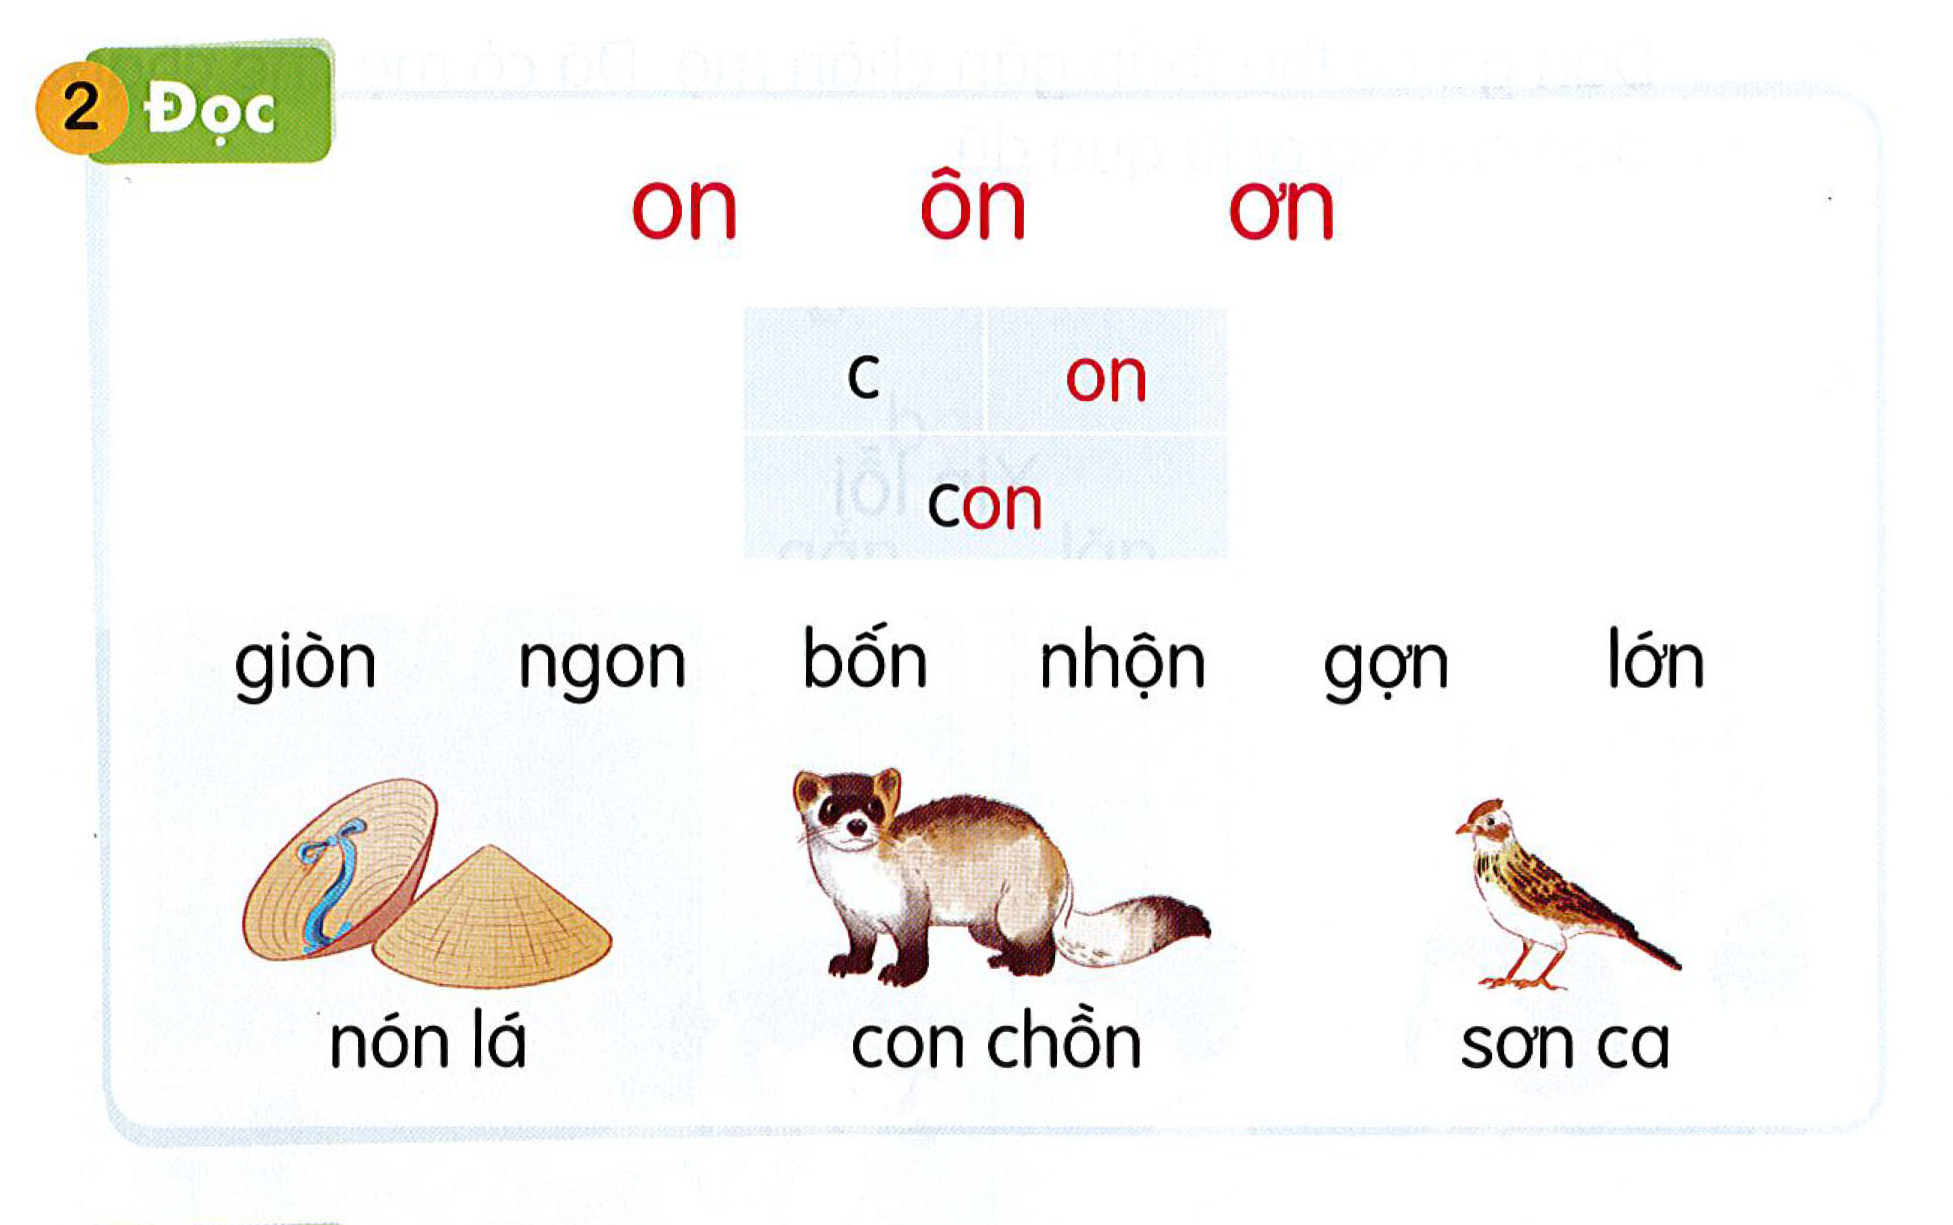 2 Đọc
on ôn ơn
c on
con
giòn ngon bốn nhộn gợn lớn
nón lá con chồn sơn ca